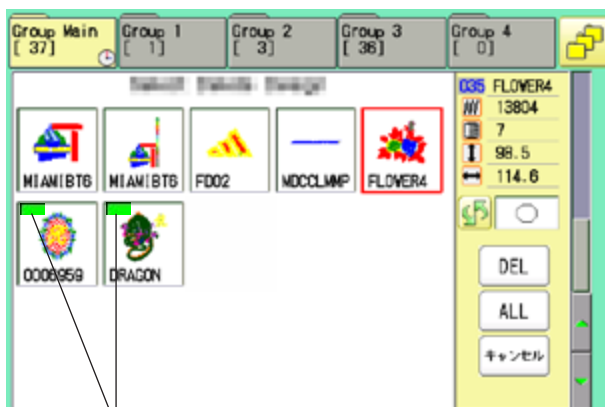 Group Main
[ 37]
Group 1
[ 1]
Group 2
[ 3]
Group 3
[ 36]
Group 4
[ 0]
035 FLOWER4
13804
7
98.5
114.6
MIAMIBT6
MIAMIBT6
FD02
MDCCLMMP
FLOWER4
0006959
DRAGON
DEL
ALL
キャンセル